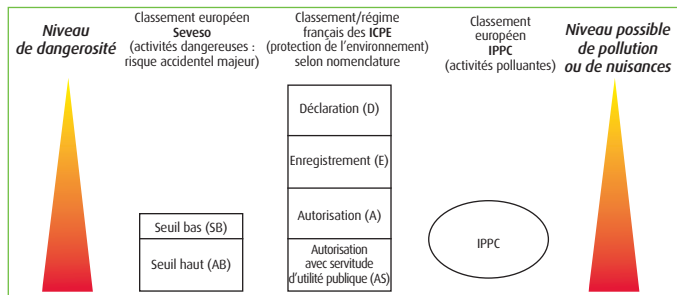 Niveau
de dangerosité
Classement européen
Seveso
(activités dangereuses :
risque accidentel majeur)
Classement/régime
français des ICPE
(protection de l'environnement)
selon nomenclature
Classement
européen
IPPC
(activités polluantes)
Niveau possible
de pollution
ou de nuisances
Déclaration (D)
Enregistrement (E)
Autorisation (A)
Autorisation
avec servitude
d'utilité publique (AS)
Seuil bas (SB)
Seuil haut (AB)
IPPC